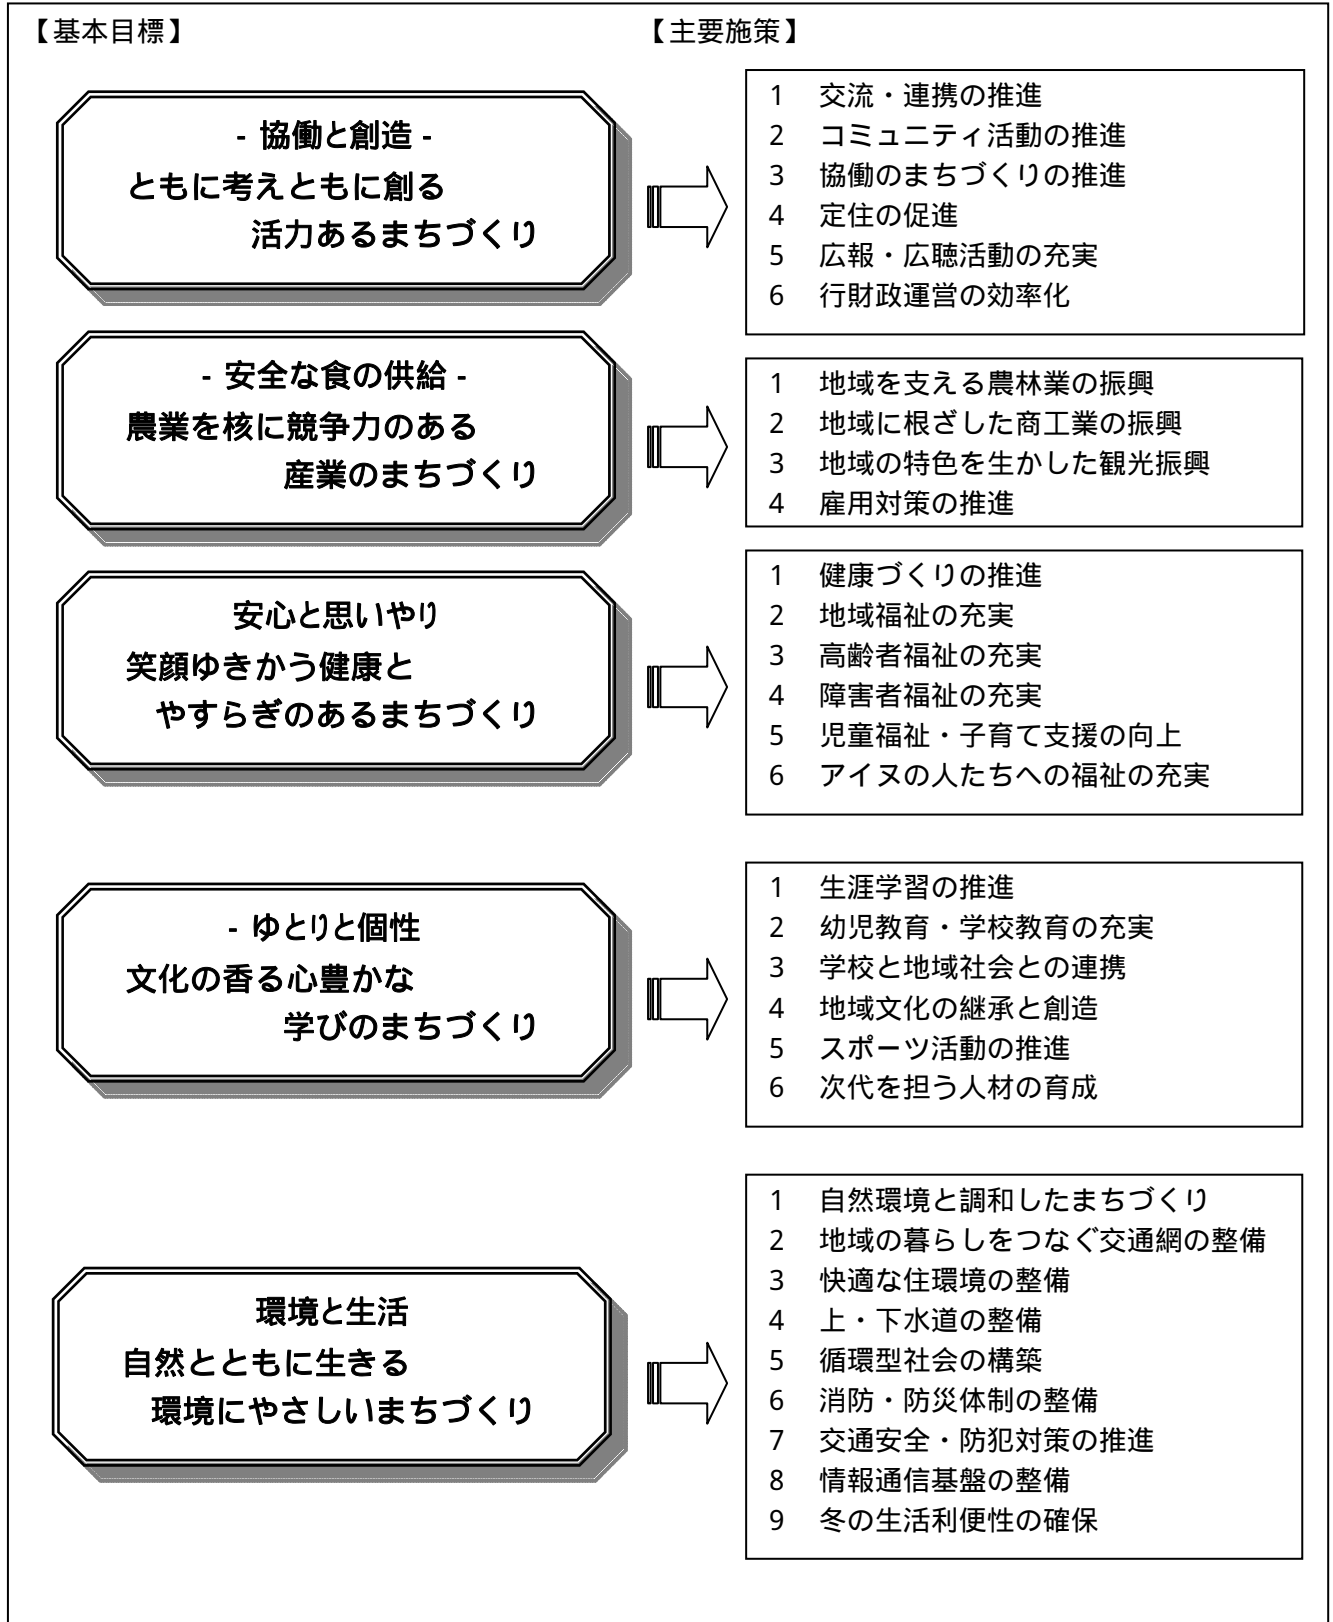 【基本目標】
【主要施策】
- 協働と創造 -
ともに考えともに創る
活力あるまちづくり
1 交流・連携の推進
2 コミュニティ活動の推進
3 協働のまちづくりの推進
4 定住の促進
5 広報・広聴活動の充実
6 行財政運営の効率化
- 安全な食の供給 -
農業を核に競争力のある
産業のまちづくり
1 地域を支える農林業の振興
2 地域に根ざした商工業の振興
3 地域の特色を生かした観光振興
4 雇用対策の推進
安心と思いやり
笑顔ゆきかう健康と
やすらぎのあるまちづくり
1 健康づくりの推進
2 地域福祉の充実
3 高齢者福祉の充実
4 障害者福祉の充実
5 児童福祉・子育て支援の向上
6 アイヌの人たちへの福祉の充実
- ゆとりと個性
文化の香る心豊かな
学びのまちづくり
1 生涯学習の推進
2 幼児教育・学校教育の充実
3 学校と地域社会との連携
4 地域文化の継承と創造
5 スポーツ活動の推進
6 次代を担う人材の育成
環境と生活
自然とともに生きる
環境にやさしいまちづくり
1 自然環境と調和したまちづくり
2 地域の暮らしをつなぐ交通網の整備
3 快適な住環境の整備
4 上・下水道の整備
5 循環型社会の構築
6 消防・防災体制の整備
7 交通安全・防犯対策の推進
8 情報通信基盤の整備
9 冬の生活利便性の確保